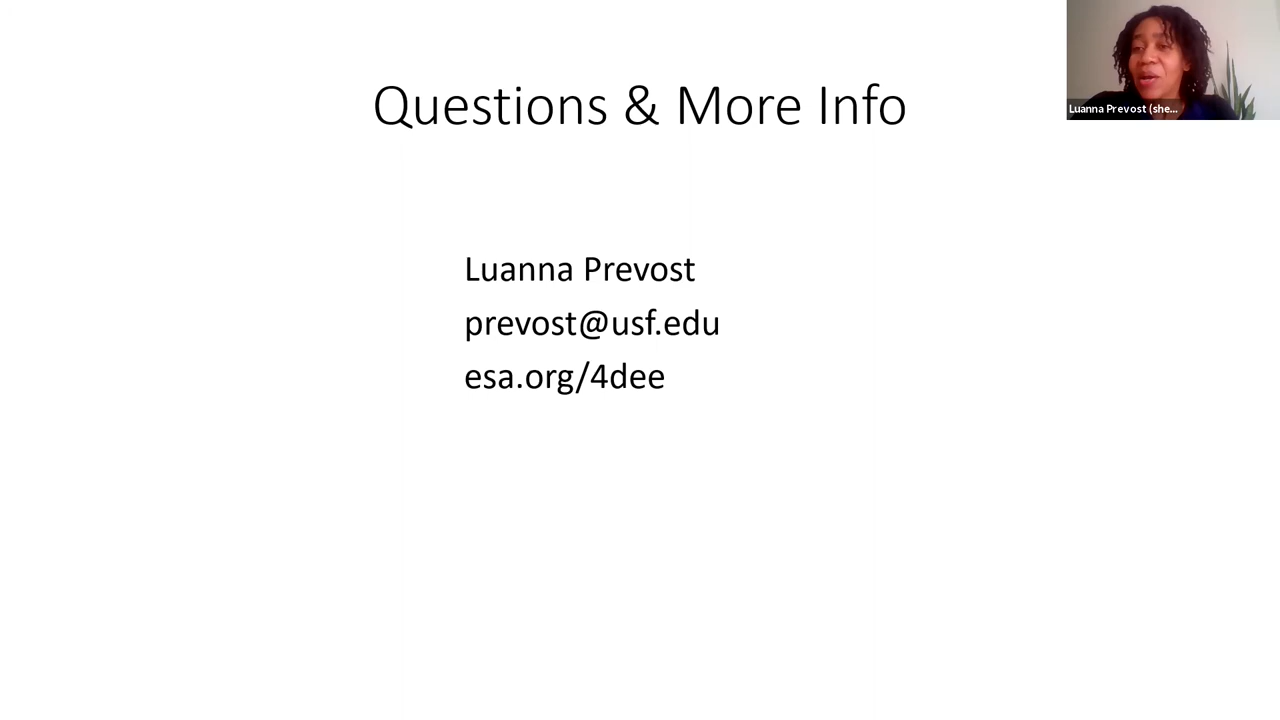 Questions & More Info
Luanna Prevost (she...
Luanna Prevost
prevost@usf.edu
esa.org/4dee